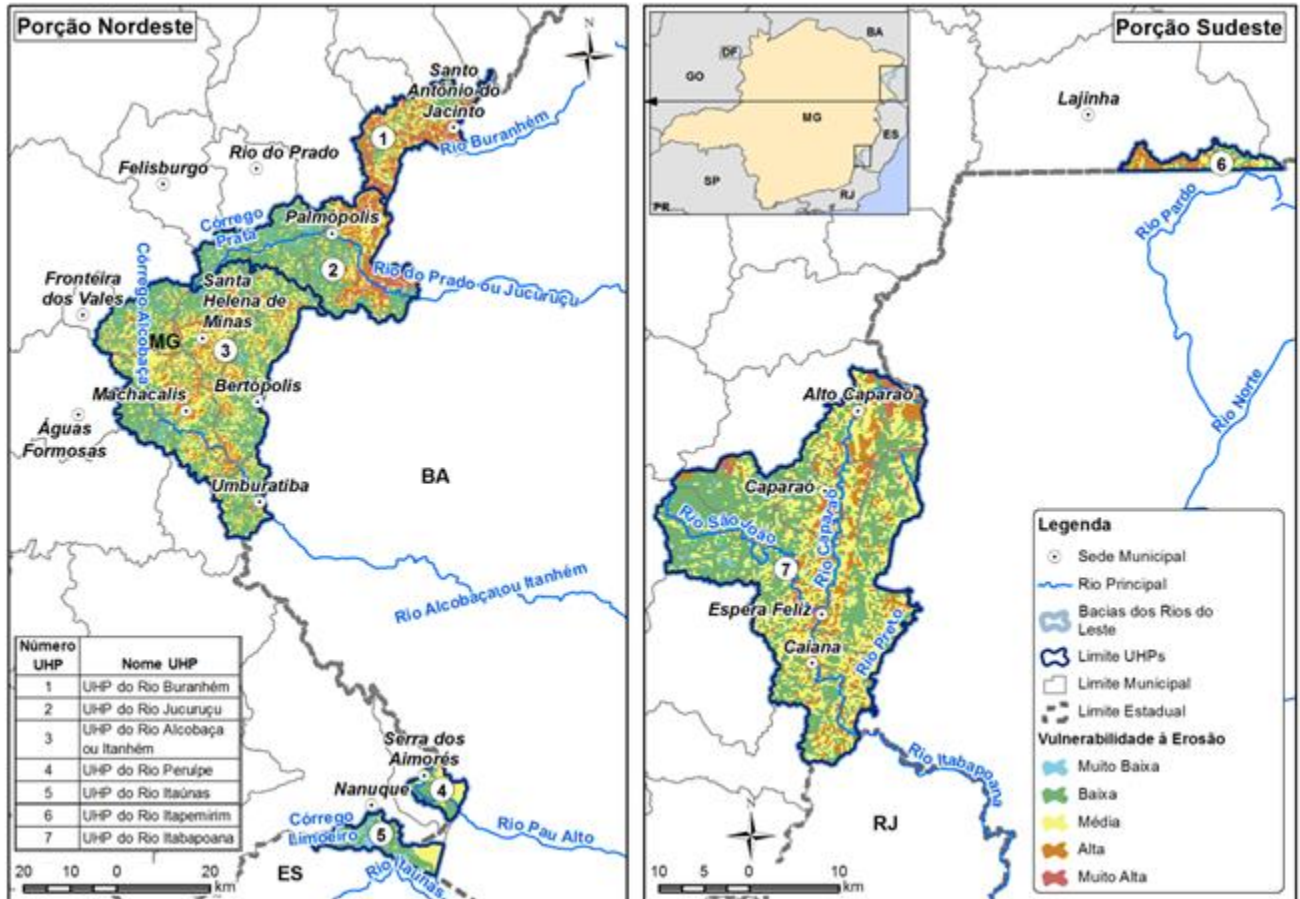 Porção Nordeste
N
Santo
Antônio do
Jacinto
1
Rio Buranhém
Rio do Prado
Felisburgo
Córrego
Prata
Palmópolis
2
Rio do Prado ou Jucuruçu
Fronteira
dos Vales
Córrego Alcobaça
Santa
Helena de
Minas
MG
3
Machacalis
Bertópolis
Águas
Formosas
Umburatiba
BA
Rio Alcobaça ou Itanhém
Número
UHP
Nome UHP
1 UHP do Rio Buranhém
2 UHP do Rio Jucuruçu
3 UHP do Rio Alcobaça
ou Itanhém
4 UHP do Rio Peruípe
5 UHP do Rio Itaúnas
6 UHP do Rio Itapemirim
7 UHP do Rio Itabapoana
Serra dos
Aimorés
Nanuque
4
Córrego
Limoeiro
5
Rio Pau Alto
Rio Itaúnas
ES
20 10 0 20
km
Porção Sudeste
BA
DF
GO
MG
ES
SP
RJ
PR
Lajinha
6
Rio Pardo
Rio Norte
Alto Caparaó
Caparaó
Rio São João
Rio Caparaó
7
Espera Feliz
Rio Preto
Caiana
Rio Itabapoana
RJ
N
10 5 0 10
km
Legenda
Sede Municipal
Rio Principal
Bacias dos Rios do
Leste
Limite UHPs
Limite Municipal
Limite Estadual
Vulnerabilidade à Erosão
Muito Baixa
Baixa
Média
Alta
Muito Alta